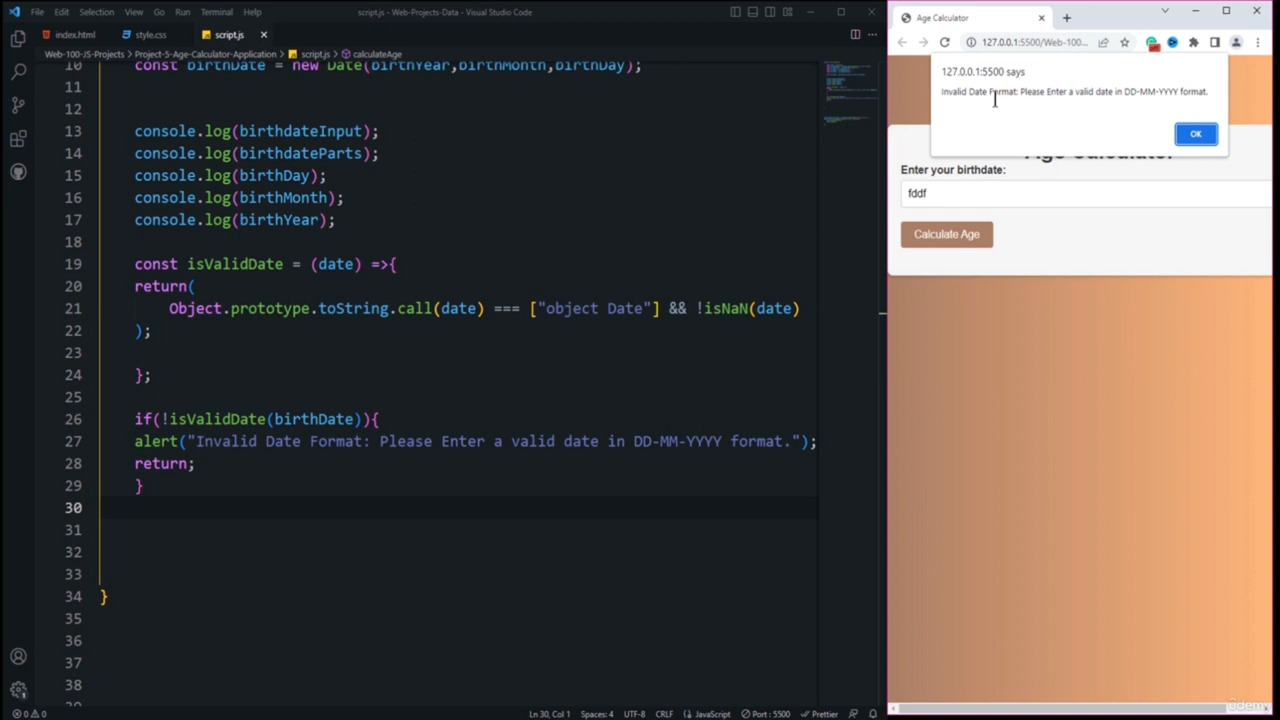 File Edit Selection View Go Run Terminal Help
script.js - Web-Projects-Data - Visual Studio Code
index.html
style.css
script.js
Web-100-JS-Projects > Project-5-Age-Calculator-Application > script.js > calculateAge
10 const birthDate = new Date(birthYear,birthMonth,birthDay);
11
12
13 console.log(birthdateInput);
14 console.log(birthdateParts);
15 console.log(birthDay);
16 console.log(birthMonth);
17 console.log(birthYear);
18
19 const isValidDate = (date) =>{
20 return(
21 Object.prototype.toString.call(date) === ["object Date"] && !isNaN(date)
22 );
23
24 };
25
26 if(!isValidDate(birthDate)){
27 alert("Invalid Date Format: Please Enter a valid date in DD-MM-YYYY format.");
28 return;
29 }
30
31
32
33
34 }
35
36
37
38
0 0
Ln 30, Col 1 Spaces: 4 UTF-8 CRLF JavaScript Port : 5500 Prettier
Age Calculator
127.0.0.1:5500/Web-100...
127.0.0.1:5500 says
Invalid Date Format: Please Enter a valid date in DD-MM-YYYY format.
OK
Age Calculator
Enter your birthdate:
fddf
Calculate Age
Udemy